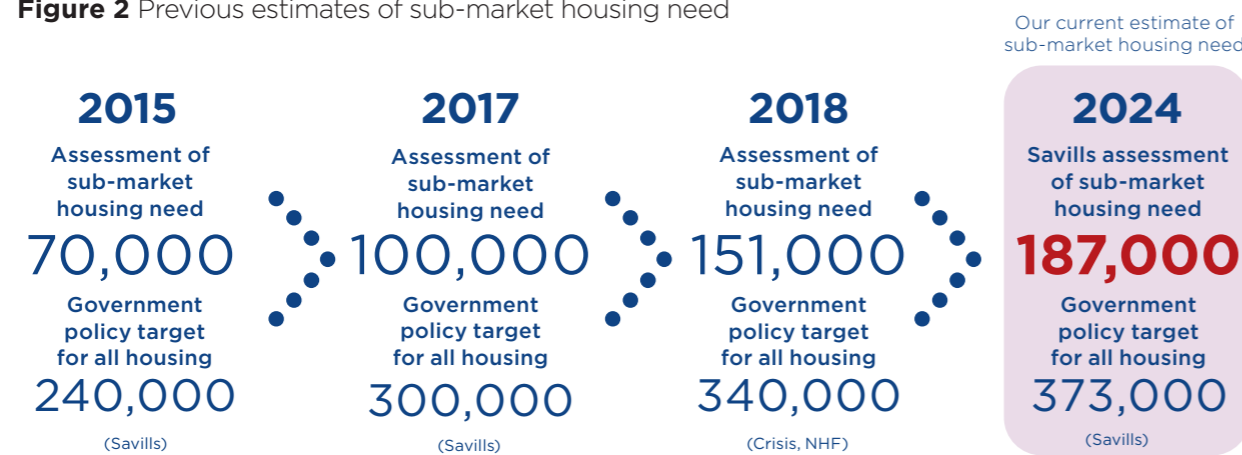 Figure 2 Previous estimates of sub-market housing need
Our current estimate of
sub-market housing need
2015
Assessment of
sub-market
housing need
70,000
Government
policy target
for all housing
240,000
(Savills)
2017
Assessment of
sub-market
housing need
100,000
Government
policy target
for all housing
300,000
(Savills)
2018
Assessment of
sub-market
housing need
151,000
Government
policy target
for all housing
340,000
(Crisis, NHF)
2024
Savills assessment
of sub-market
housing need
187,000
Government
policy target
for all housing
373,000
(Savills)